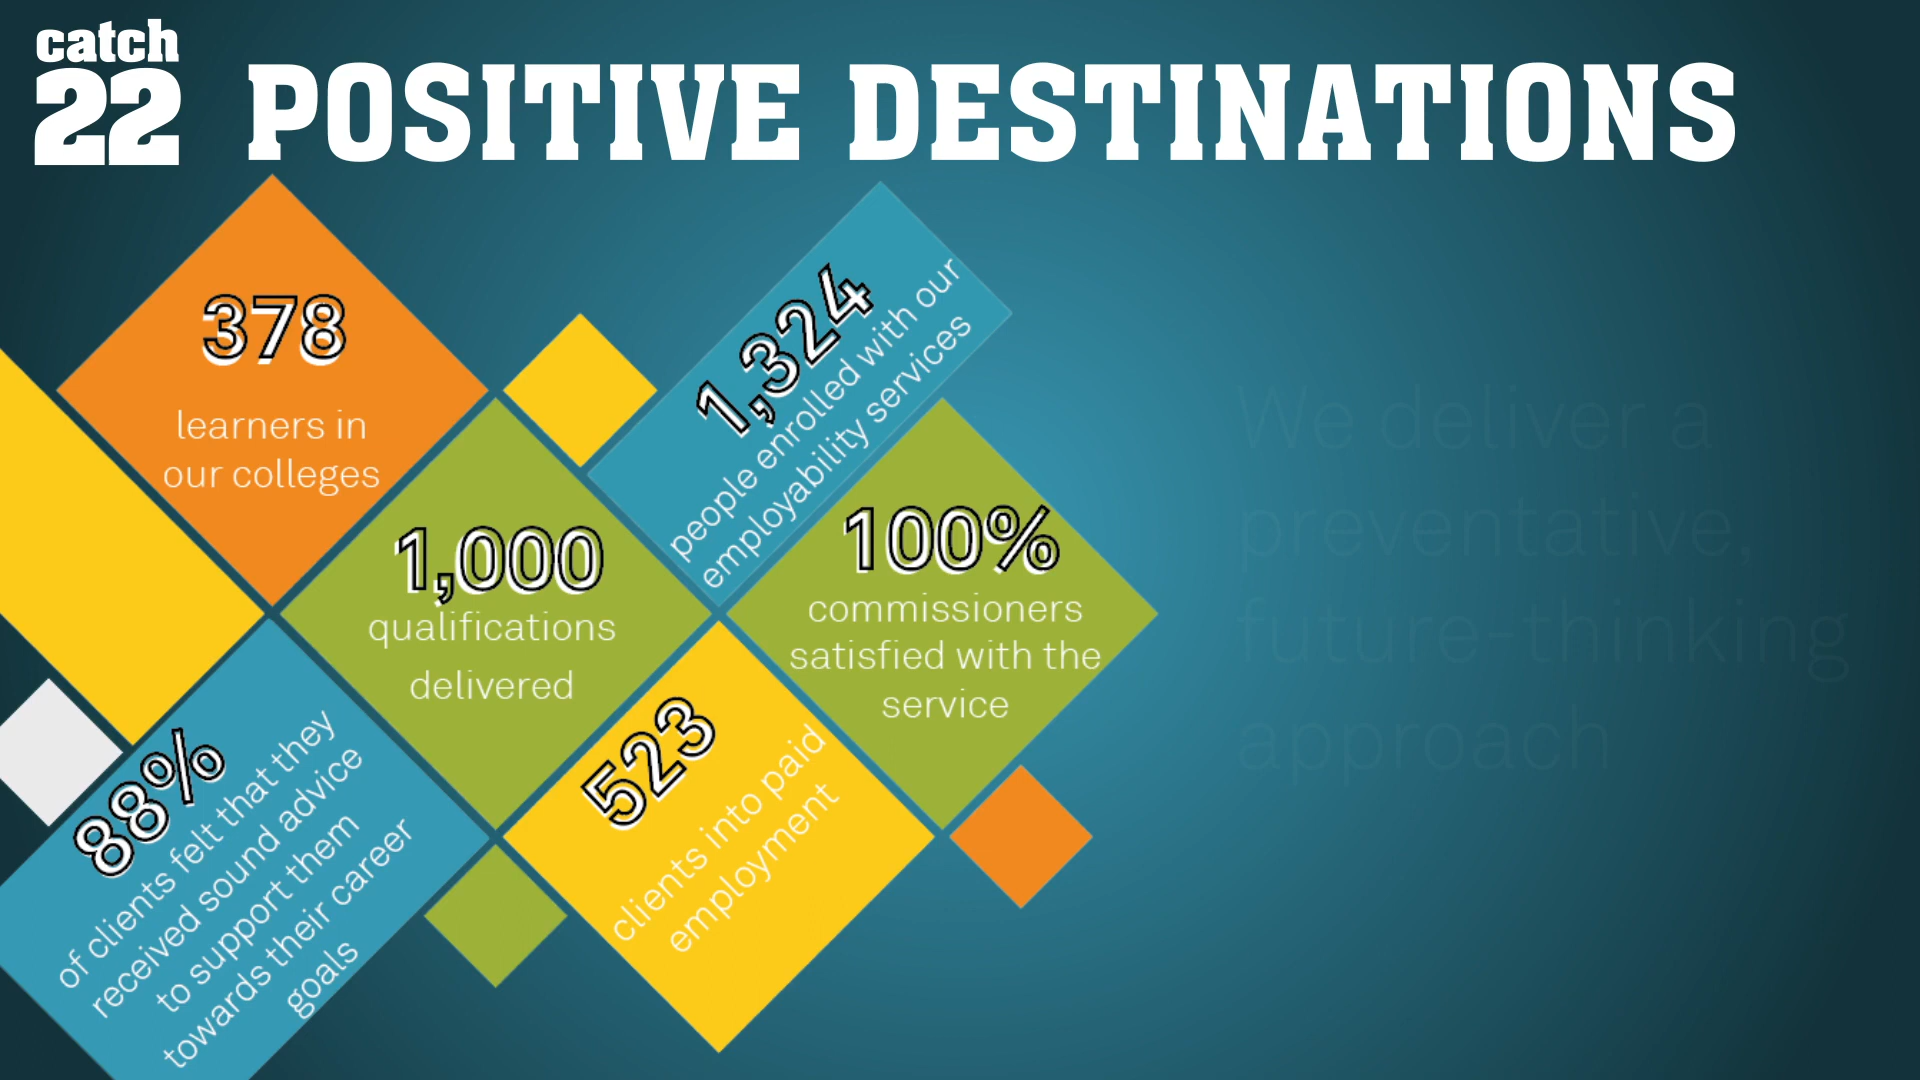 catch
22
POSITIVE DESTINATIONS
378
learners in
our colleges
1,324
people enrolled with our
employability services
1,000
qualifications
delivered
100%
commissioners
satisfied with the
service
88%
of clients felt that they
received sound advice
to support them
towards their career
goals
523
clients into paid
employment
We deliver a
preventative,
future-thinking
approach